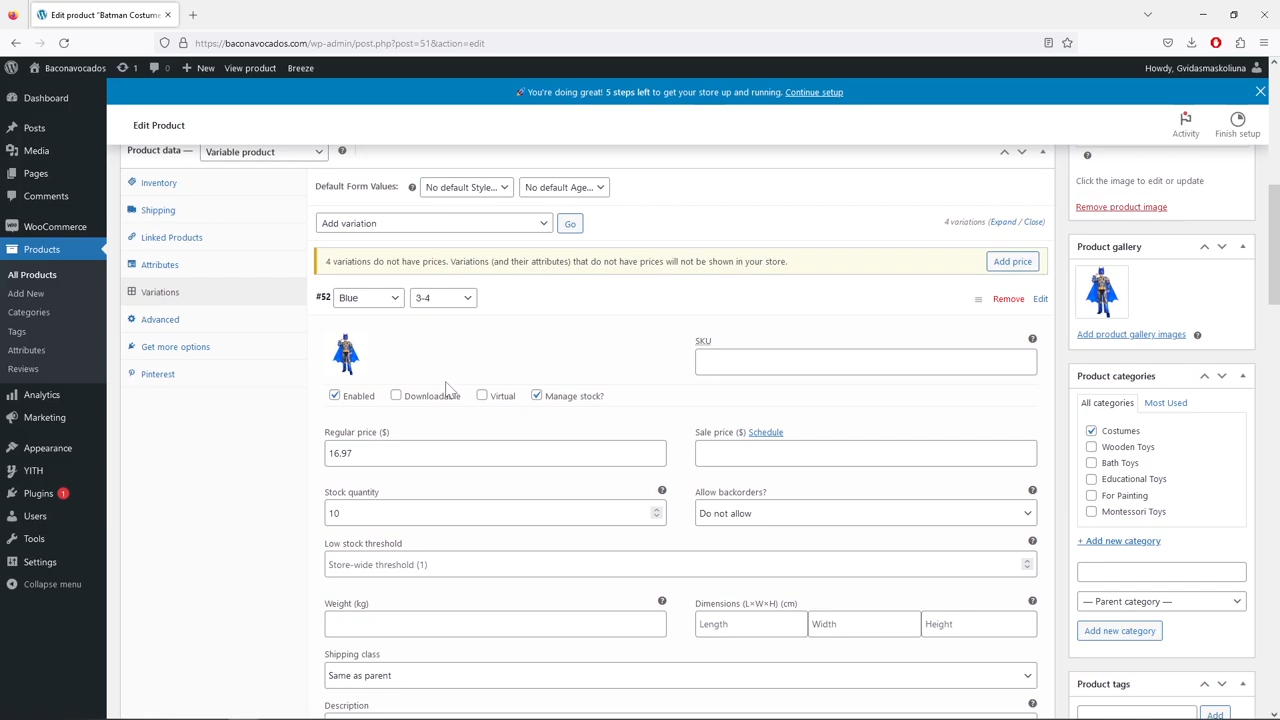 Edit product "Batman Costume
https://baconavocados.com/wp-admin/post.php?post=51&action=edit
Baconavocados 1 New View product Breeze Howdy, Gvidasmaskoliuna
🚀 You're doing great! 5 steps left to get your store up and running. Continue setup
Edit Product
Activity
Finish setup
Dashboard
Posts
Media
Pages
Comments
WooCommerce
Products
All Products
Add New
Categories
Tags
Attributes
Reviews
Analytics
Marketing
Appearance
YITH
Plugins 1
Users
Tools
Settings
Collapse menu
Product data — Variable product
Inventory
Shipping
Linked Products
Attributes
Variations
Advanced
Get more options
Pinterest
Default Form Values: No default Style... No default Age...
Add variation Go 4 variations (Expand / Close)
4 variations do not have prices. Variations (and their attributes) that do not have prices will not be shown in your store. Add price
#52 Blue 3-4 Remove Edit
SKU
Enabled Virtual Manage stock?
Regular price ($) Sale price ($) Schedule
16.97
Stock quantity Allow backorders?
10 Do not allow
Low stock threshold
Store-wide threshold (1)
Weight (kg) Dimensions (L×W×H) (cm)
Length Width Height
Shipping class
Same as parent
Description
Click the image to edit or update
Remove product image
Product gallery
Add product gallery images
Product categories
All categories Most Used
Costumes
Wooden Toys
Bath Toys
Educational Toys
For Painting
Montessori Toys
+ Add new category
— Parent category —
Add new category
Product tags
Add